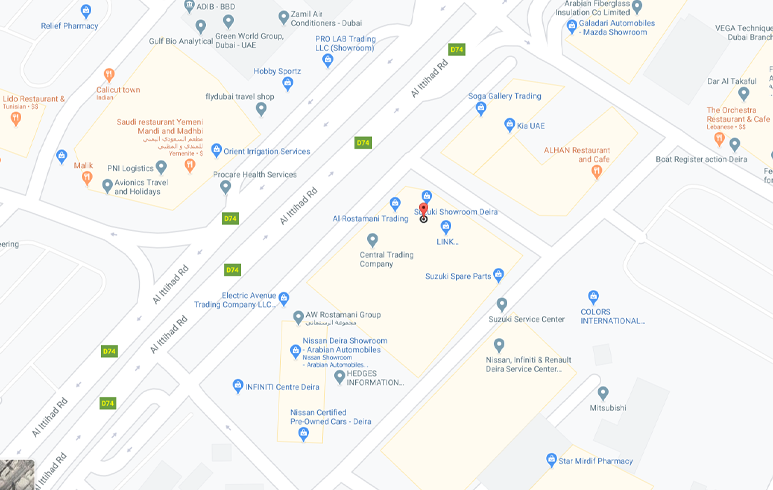 ADIB - BBD
Relief Pharmacy
Gulf Bio Analytical
Green World Group,
Dubai - UAE
Zamil Air
Conditioners - Dubai
PRO LAB Trading
LLC (Showroom)
D74
Arabian Fiberglass
Insulation Co Limited
Galadari Automobiles
- Mazda Showroom
VEGA Technique
Dubai Branch
Hobby Sportz
Al Ittihad Rd
Calicut town
Indian
flydubai travel shop
Soga Gallery Trading
Dar Al Takaful
Lido Restaurant &
Tunisian • $$
Saudi restaurant Yemeni
Mandi and Madhbi
Yemenite • $
Kia UAE
The Orchestra
Restaurant & Cafe
Lebanese • $$
D74
Orient Irrigation Services
ALHAN Restaurant
and Cafe
Boat Registeraction Deira
Malik
PNI Logistics
Avionics Travel
and Holidays
Procare Health Services
Al Ittihad Rd
D74
Al Rostamani Trading
Suzuki Showroom Deira
LINK...
Central Trading
Company
D74
Al Ittihad Rd
Suzuki Spare Parts
Electric Avenue
Trading Company LLC...
AW Rostamani Group
Suzuki Service Center
COLORS
INTERNATIONAL...
Al Ittihad Rd
D74
Nissan Deira Showroom
- Arabian Automobiles
Nissan Showroom
- Arabian Automobiles...
Nissan, Infiniti & Renault
Deira Service Center...
HEDGES
INFORMATION...
INFINITI Centre Deira
D74
Mitsubishi
Al Ittihad Rd
Nissan Certified
Pre-Owned Cars - Deira
Star Mirdif Pharmacy
Al Ittihad Rd